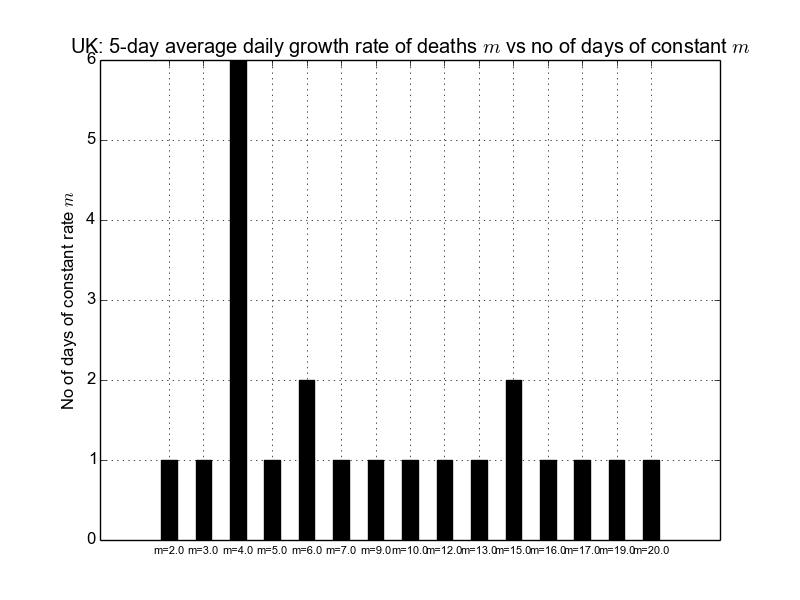 UK: 5-day average daily growth rate of deaths m vs no of days of constant m
No of days of constant rate m
6
5
4
3
2
1
0
m=2.0 m=3.0 m=4.0 m=5.0 m=6.0 m=7.0 m=9.0 m=10.0 m=12.0 m=13.0 m=15.0 m=16.0 m=17.0 m=19.0 m=20.0